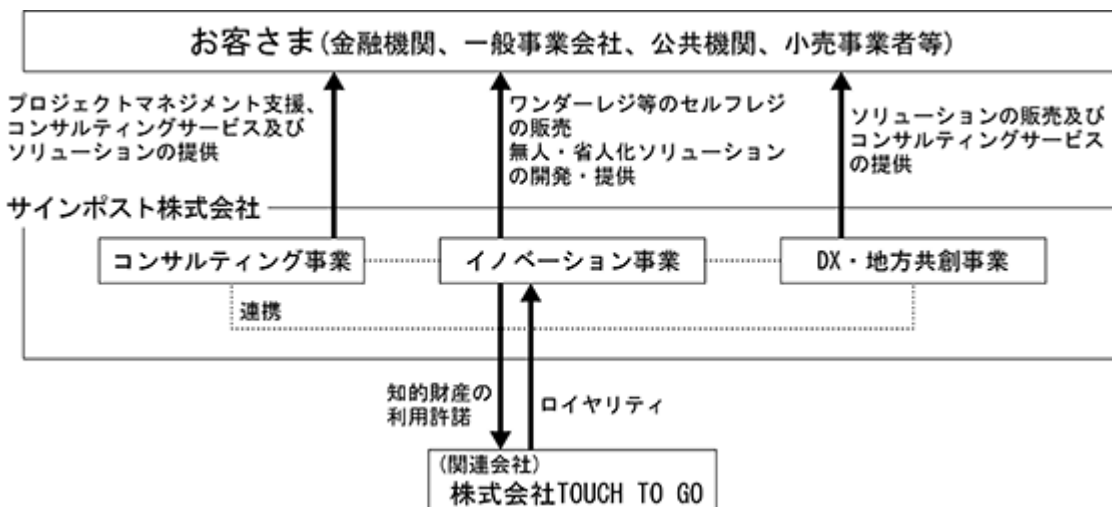 お客さま(金融機関、一般事業会社、公共機関、小売事業者等)
プロジェクトマネジメント支援、
コンサルティングサービス及び
ソリューションの提供
ワンダーレジ等のセルフレジ
の販売
無人・省人化ソリューション
の開発・提供
ソリューションの販売及び
コンサルティングサービス
の提供
サインポスト株式会社
コンサルティング事業
イノベーション事業
DX・地方共創事業
連携
知的財産の
利用許諾
ロイヤリティ
(関連会社)
株式会社TOUCH TO GO